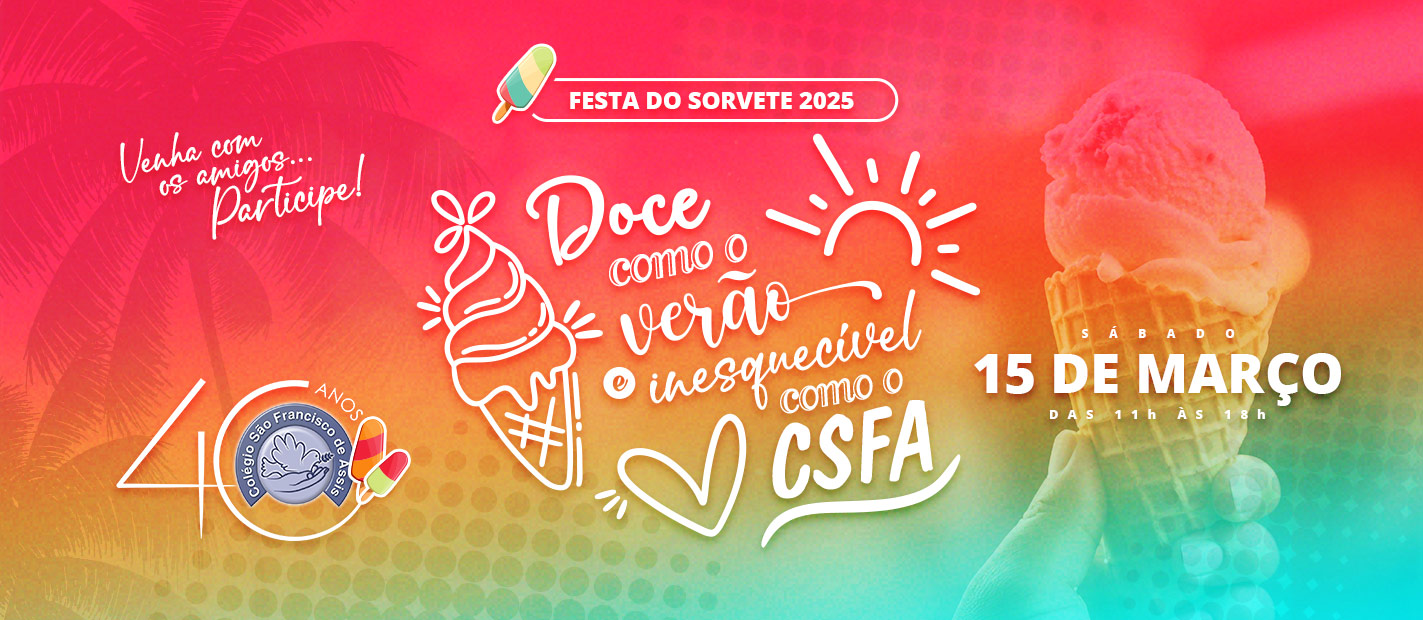 FESTA DO SORVETE 2025
Venha com
os amigos...
Participe!
Doce
como o
verão
e inesquecível
como o
CSFA
SÁBADO
15 DE MARÇO
DAS 11h ÀS 18h
40 ANOS
Colégio São Francisco de Assis